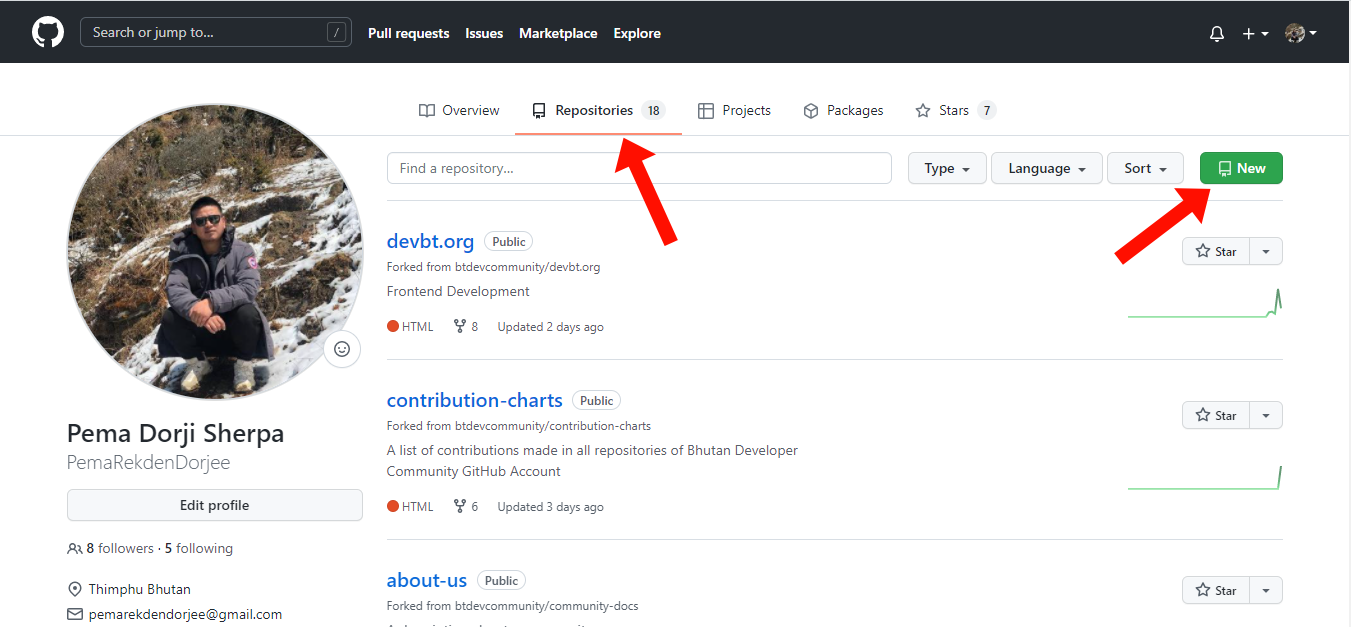 Search or jump to... /
Pull requests
Issues
Marketplace
Explore
Overview
Repositories 18
Projects
Packages
Stars 7
Find a repository...
Type
Language
Sort
New
devbt.org Public
Forked from btdevcommunity/devbt.org
Frontend Development
HTML 8 Updated 2 days ago
Star
contribution-charts Public
Forked from btdevcommunity/contribution-charts
A list of contributions made in all repositories of Bhutan Developer
Community GitHub Account
HTML 6 Updated 3 days ago
Star
about-us Public
Forked from btdevcommunity/community-docs
Star
Pema Dorji Sherpa
PemaRekdenDorjee
Edit profile
8 followers · 5 following
Thimphu Bhutan
pemarekdendorjee@gmail.com